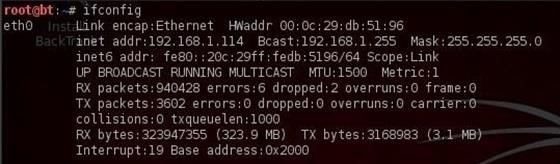 root@bt:~# ifconfig
eth0 Link encap:Ethernet HWaddr 00:0c:29:db:51:96
inet addr:192.168.1.114 Bcast:192.168.1.255 Mask:255.255.255.0
inet6 addr: fe80::20c:29ff:fedb:5196/64 Scope:Link
UP BROADCAST RUNNING MULTICAST MTU:1500 Metric:1
RX packets:940428 errors:6 dropped:2 overruns:0 frame:0
TX packets:3602 errors:0 dropped:0 overruns:0 carrier:0
collisions:0 txqueuelen:1000
RX bytes:323947355 (323.9 MB) TX bytes:3168983 (3.1 MB)
Interrupt:19 Base address:0x2000